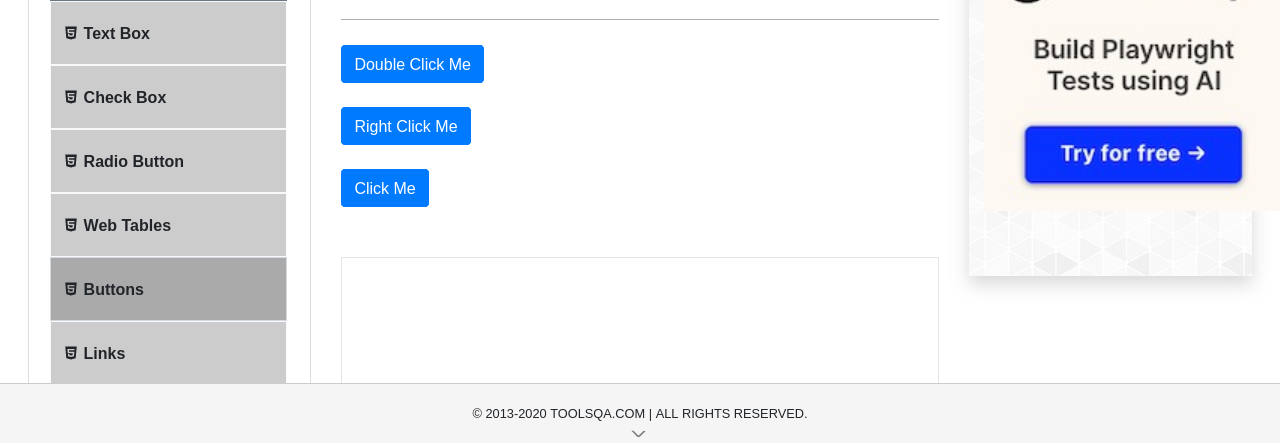 Text Box
Check Box
Radio Button
Web Tables
Buttons
Links
Double Click Me
Right Click Me
Click Me
Build Playwright
Tests using AI
Try for free →
© 2013-2020 TOOLSQA.COM | ALL RIGHTS RESERVED.